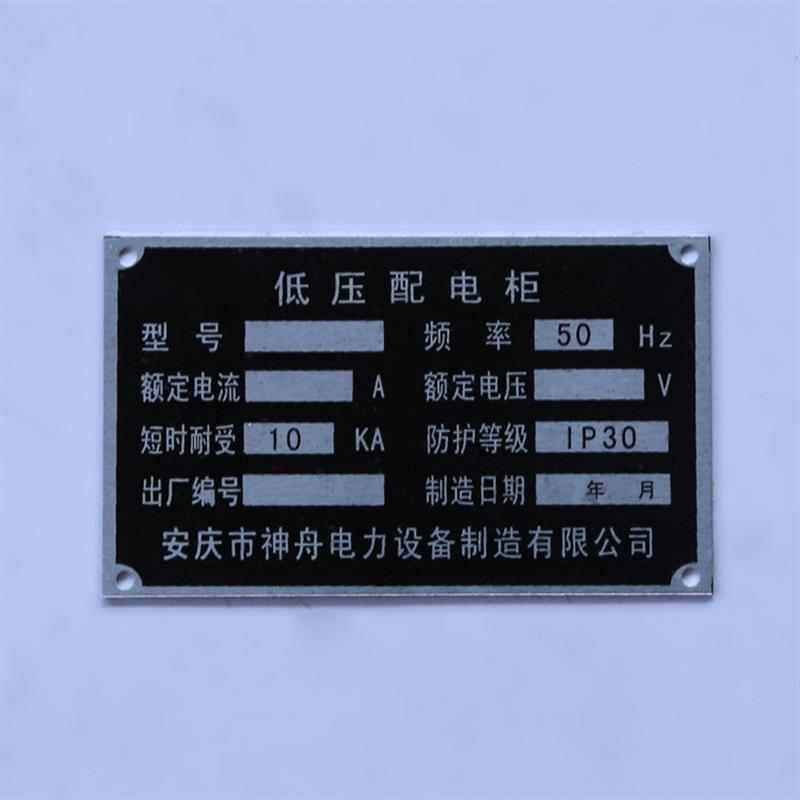 低压配电柜
型号 频率 50 Hz
额定电流 A 额定电压 V
短时耐受 10 KA 防护等级 IP30
出厂编号 制造日期 年 月
安庆市神舟电力设备制造有限公司